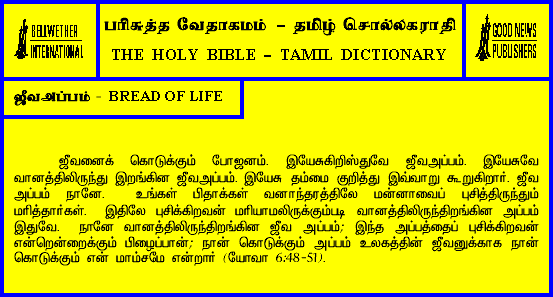 BELLWETHER
INTERNATIONAL
பரிசுத்த வேதாகமம் – தமிழ் சொல்லகராதி
THE HOLY BIBLE – TAMIL DICTIONARY
GOOD NEWS
PUBLISHERS
ஜீவஅப்பம் - BREAD OF LIFE
ஜீவனைக் கொடுக்கும் போஜனம். இயேசுகிறிஸ்துவே ஜீவஅப்பம். இயேசுவே
வானத்திலிருந்து இறங்கின ஜீவஅப்பம். இயேசு தம்மை குறித்து இவ்வாறு கூறுகிறார். ஜீவ
அப்பம் நானே. உங்கள் பிதாக்கள் வனாந்தரத்திலே மன்னாவைப் புசித்திருந்தும்
மரித்தார்கள். இதிலே புசிக்கிறவன் மரியாமலிருக்கும்படி வானத்திலிருந்திறங்கின அப்பம்
இதுவே. நானே வானத்திலிருந்திறங்கின ஜீவ அப்பம்; இந்த அப்பத்தைப் புசிக்கிறவன்
என்றென்றைக்கும் பிழைப்பான்; நான் கொடுக்கும் அப்பம் உலகத்தின் ஜீவனுக்காக நான்
கொடுக்கும் என் மாம்சமே என்றார் (யோவா 6:48-51).